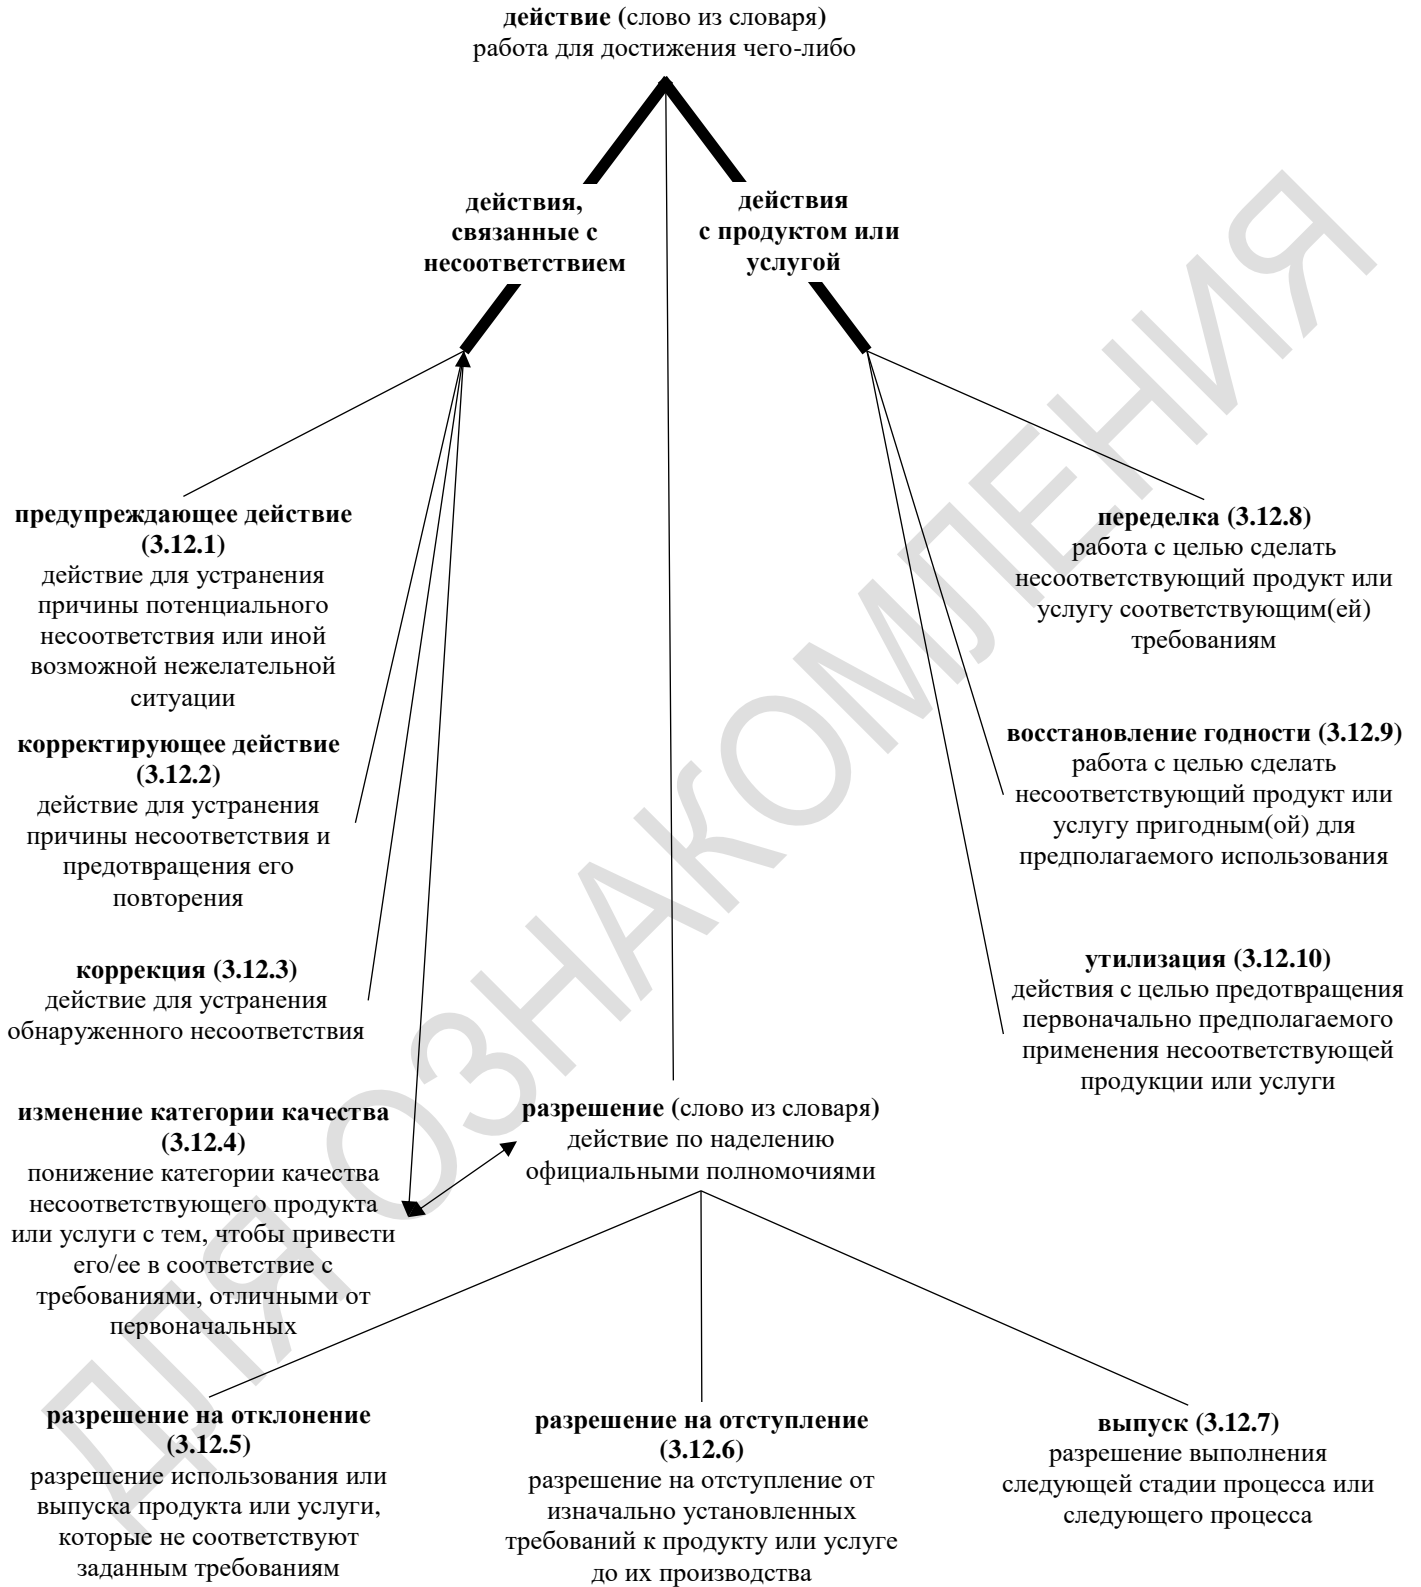 действие (слово из словаря)
работа для достижения чего-либо
действия,
связанные с
несоответствием
действия
с продуктом или
услугой
предупреждающее действие
(3.12.1)
действие для устранения
причины потенциального
несоответствия или иной
возможной нежелательной
ситуации
переделка (3.12.8)
работа с целью сделать
несоответствующий продукт или
услугу соответствующим(ей)
требованиям
корректирующее действие
(3.12.2)
действие для устранения
причины несоответствия и
предотвращения его
повторения
восстановление годности (3.12.9)
работа с целью сделать
несоответствующий продукт или
услугу пригодным(ой) для
предполагаемого использования
коррекция (3.12.3)
действие для устранения
обнаруженного несоответствия
утилизация (3.12.10)
действия с целью предотвращения
первоначально предполагаемого
применения несоответствующей
продукции или услуги
изменение категории качества
(3.12.4)
понижение категории качества
несоответствующего продукта
или услуги с тем, чтобы привести
его/ее в соответствие с
требованиями, отличными от
первоначальных
разрешение (слово из словаря)
действие по наделению
официальными полномочиями
разрешение на отклонение
(3.12.5)
разрешение использования или
выпуска продукта или услуги,
которые не соответствуют
заданным требованиям
разрешение на отступление
(3.12.6)
разрешение на отступление от
изначально установленных
требований к продукту или услуге
до их производства
выпуск (3.12.7)
разрешение выполнения
следующей стадии процесса или
следующего процесса
ДЛЯ ОЗНАКОМЛЕНИЯ